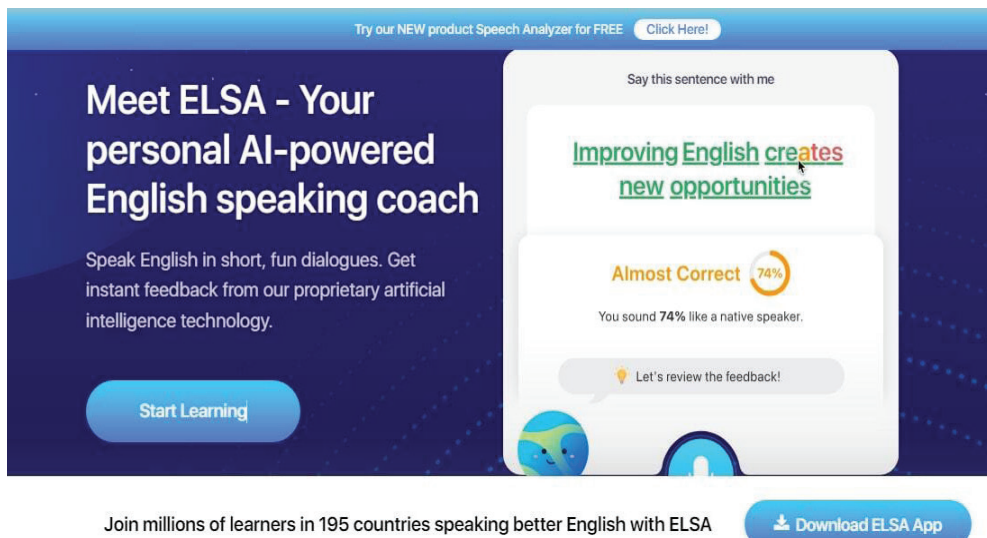 Try our NEW product Speech Analyzer for FREE Click Here!
Meet ELSA - Your
personal AI-powered
English speaking coach
Speak English in short, fun dialogues. Get
instant feedback from our proprietary artificial
intelligence technology.
Start Learning
Say this sentence with me
Improving English creates
new opportunities
Almost Correct 74%
You sound 74% like a native speaker.
Let's review the feedback!
Join millions of learners in 195 countries speaking better English with ELSA
Download ELSA App